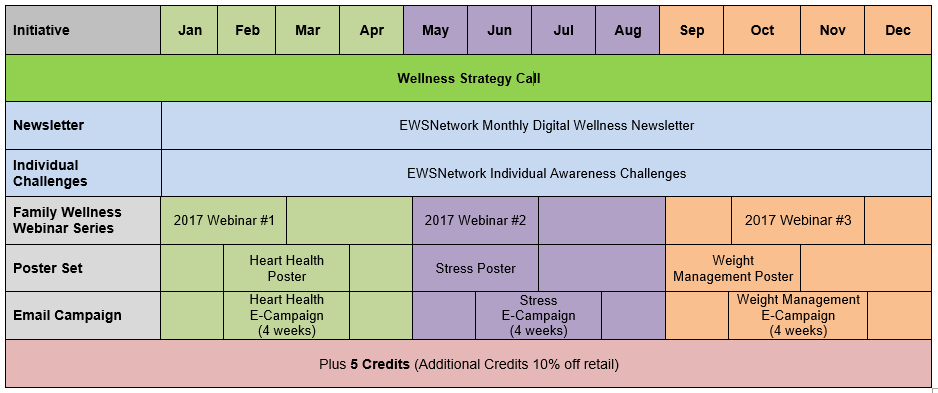 Initiative
Jan Feb Mar Apr May Jun Jul Aug Sep Oct Nov Dec
Wellness Strategy Call
Newsletter
EWSNetwork Monthly Digital Wellness Newsletter
Individual
Challenges
EWSNetwork Individual Awareness Challenges
Family Wellness
Webinar Series
2017 Webinar #1
2017 Webinar #2
2017 Webinar #3
Poster Set
Heart Health
Poster
Stress Poster
Weight
Management Poster
Email Campaign
Heart Health
E-Campaign
(4 weeks)
Stress
E-Campaign
(4 weeks)
Weight Management
E-Campaign
(4 weeks)
Plus 5 Credits (Additional Credits 10% off retail)